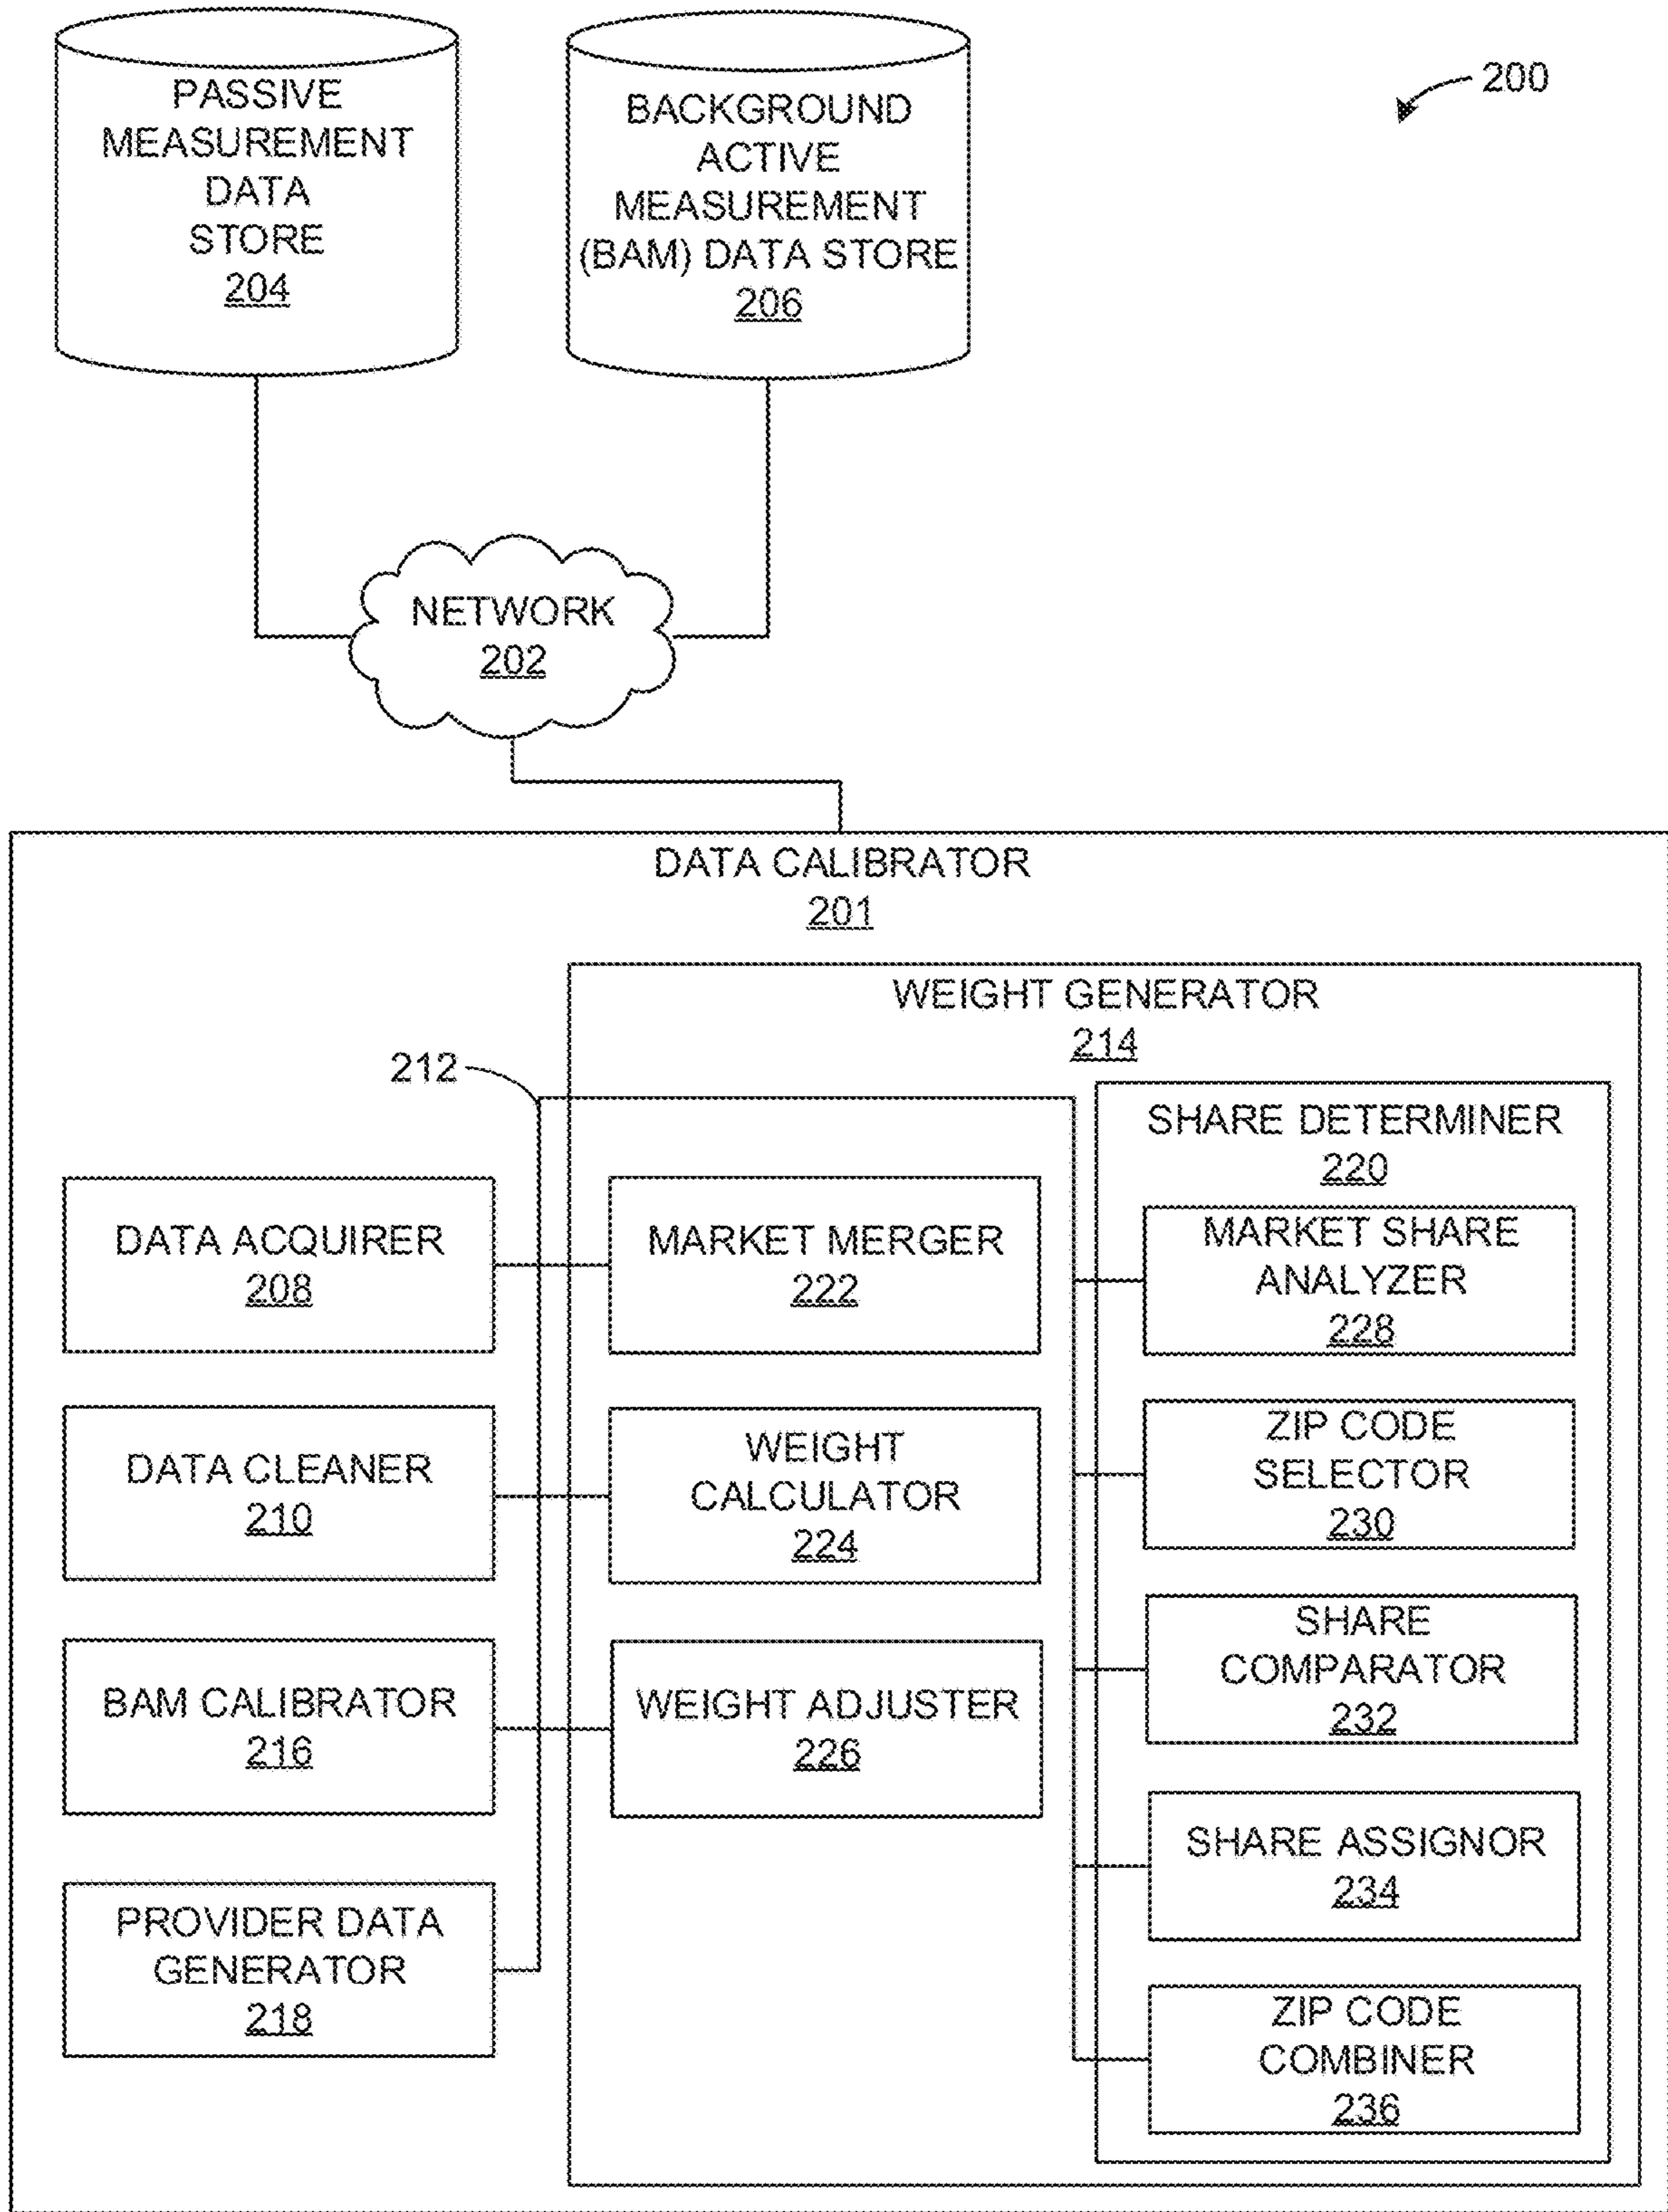 PASSIVE
MEASUREMENT
DATA
STORE
204
BACKGROUND
ACTIVE
MEASUREMENT
(BAM) DATA STORE
206
200
NETWORK
202
DATA CALIBRATOR
201
WEIGHT GENERATOR
214
212
DATA ACQUIRER
208
DATA CLEANER
210
BAM CALIBRATOR
216
PROVIDER DATA
GENERATOR
218
MARKET MERGER
222
WEIGHT
CALCULATOR
224
WEIGHT ADJUSTER
226
SHARE DETERMINER
220
MARKET SHARE
ANALYZER
228
ZIP CODE
SELECTOR
230
SHARE
COMPARATOR
232
SHARE ASSIGNOR
234
ZIP CODE
COMBINER
236